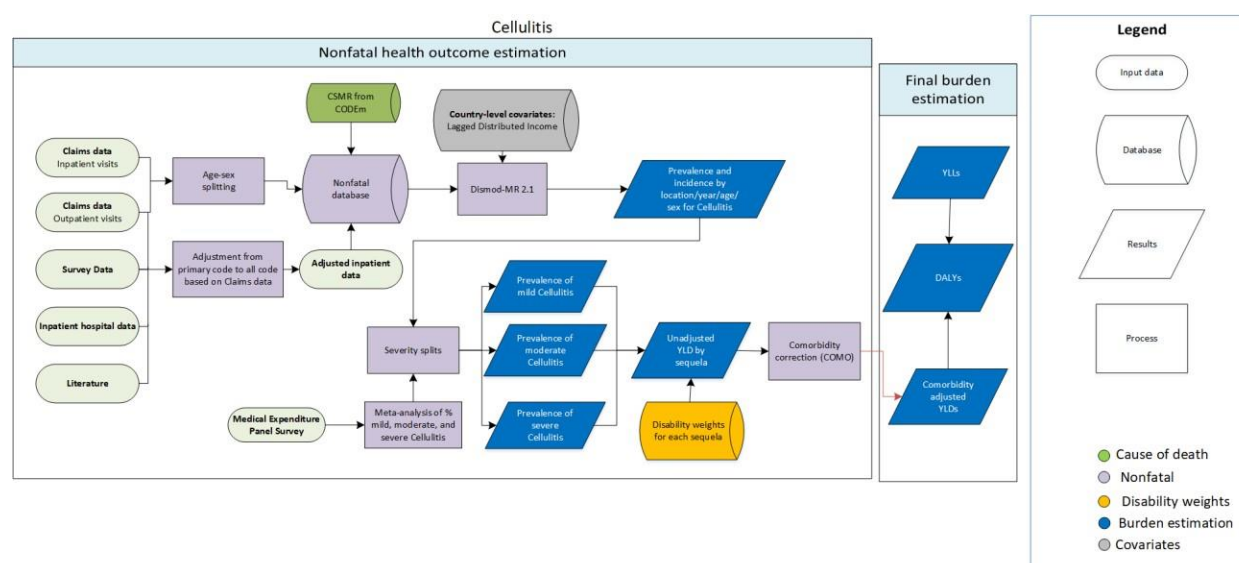 Cellulitis
Nonfatal health outcome estimation
CSMR from
CODEm
Country-level covariates:
Lagged Distributed Income
Claims data
Inpatient visits
Age-sex
splitting
Nonfatal
database
Dismod-MR 2.1
Prevalence and
incidence by
location/year/age/
sex for Cellulitis
Claims data
Outpatient visits
Survey Data
Adjustment from
primary code to all code
based on Claims data
Adjusted inpatient
data
Inpatient hospital data
Literature
Prevalence of
mild Cellulitis
Severity splits
Prevalence of
moderate
Cellulitis
Unadjusted
YLD by
sequela
Comorbidity
correction (COMO)
Medical Expenditure
Panel Survey
Meta-analysis of %
mild, moderate, and
severe Cellulitis
Prevalence of
severe
Cellulitis
Disability weights
for each sequela
Final burden
estimation
YLLs
DALYs
Comorbidity
adjusted
YLDs
Legend
Input data
Database
Results
Process
Cause of death
Nonfatal
Disability weights
Burden estimation
Covariates